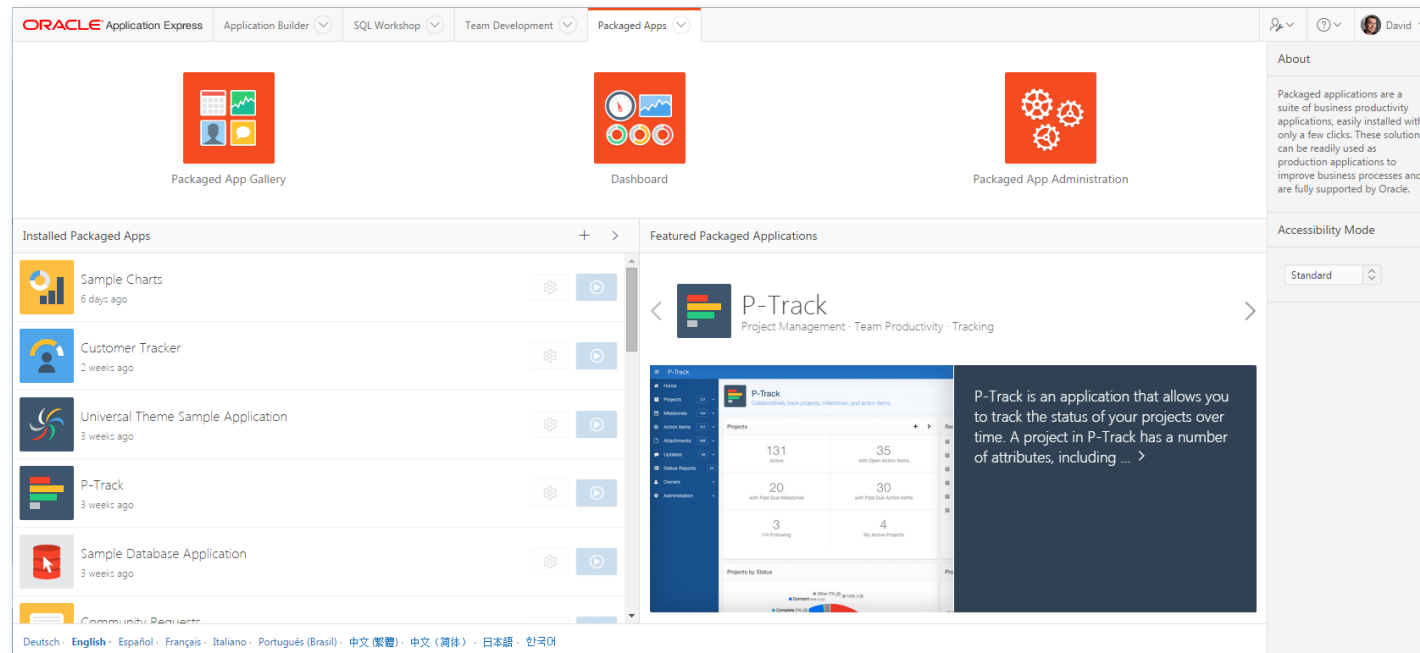 ORACLE Application Express
Application Builder
SQL Workshop
Team Development
Packaged Apps
David
Packaged App Gallery
Dashboard
Packaged App Administration
About
Packaged applications are a
suite of business productivity
applications, easily installed with
only a few clicks. These solution
can be readily used as
production applications to
improve business processes and
are fully supported by Oracle.
Accessibility Mode
Standard
Installed Packaged Apps
Sample Charts
6 days ago
Customer Tracker
2 weeks ago
Universal Theme Sample Application
3 weeks ago
P-Track
3 weeks ago
Sample Database Application
3 weeks ago
Community Requests
Featured Packaged Applications
P-Track
Project Management · Team Productivity · Tracking
P-Track
Home
Projects
Milestones
Action Items
Attachments
Updates
Status Reports
Owners
Administration
P-Track
Collaboratively track projects, milestones, and action items.
Projects
131
Active
35
with Open Action Items
20
with Past Due Milestones
30
with Past Due Action Items
3
I'm Following
4
My Active Projects
Projects by Status
P-Track is an application that allows you
to track the status of your projects over
time. A project in P-Track has a number
of attributes, including ... >
Deutsch · English · Español · Français · Italiano · Português (Brasil) · 中文 (繁體) · 中文（简体） · 日本語 · 한국어